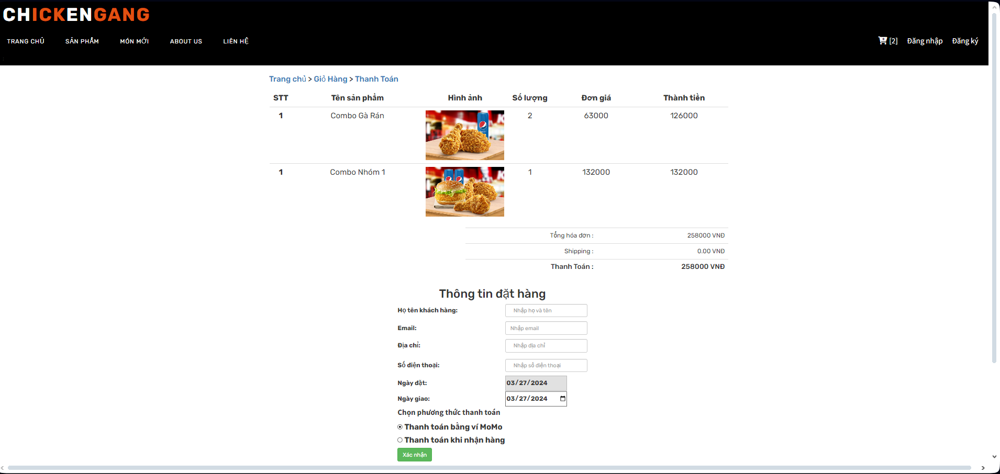 CHICKENGANG
TRANG CHỦ SẢN PHẨM MÓN MỚI ABOUT US LIÊN HỆ [2] Đăng nhập Đăng ký
Trang chủ > Giỏ Hàng > Thanh Toán
STT Tên sản phẩm Hình ảnh Số lượng Đơn giá Thành tiền
1 Combo Gà Rán 2 63000 126000
1 Combo Nhóm 1 1 132000 132000
Tổng hóa đơn : 258000 VNĐ
Shipping : 0.00 VNĐ
Thanh Toán : 258000 VNĐ
Thông tin đặt hàng
Họ tên khách hàng: Nhập họ và tên
Email: Nhập email
Địa chỉ: Nhập địa chỉ
Số điện thoại: Nhập số điện thoại
Ngày đặt: 03/27/2024
Ngày giao: 03/27/2024
Chọn phương thức thanh toán
Thanh toán bằng ví MoMo
Thanh toán khi nhận hàng
Xác nhận